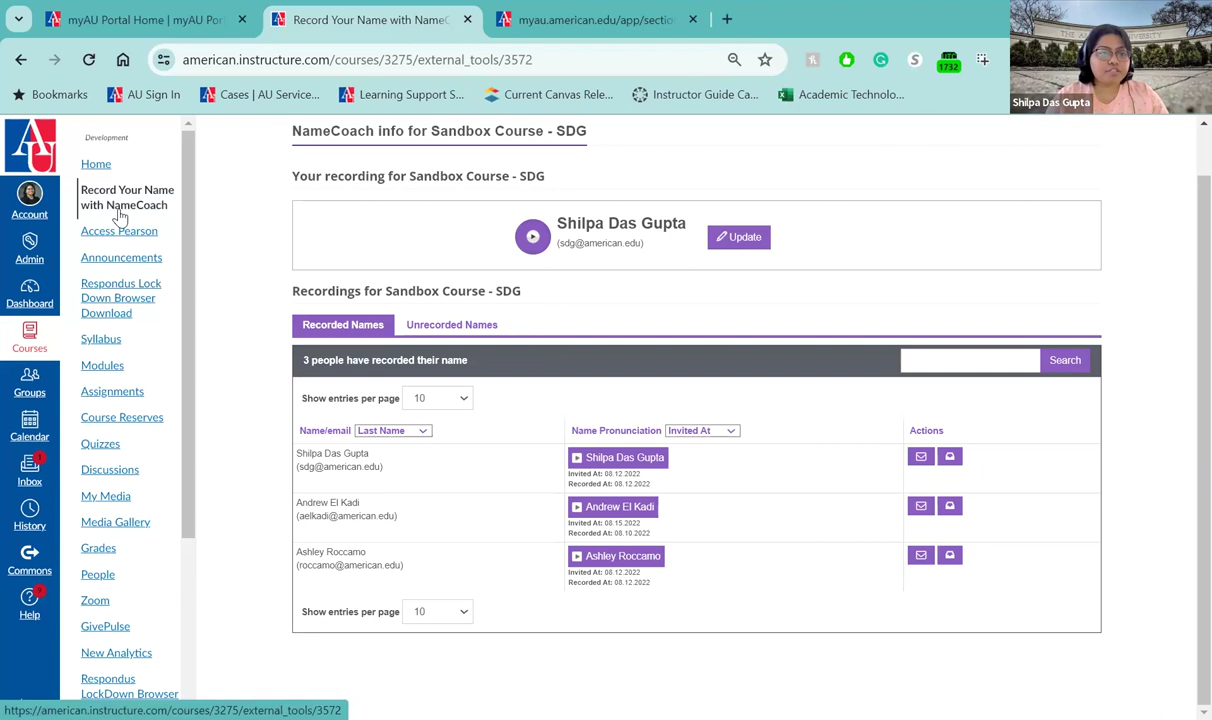 myAU Portal Home | myAU Por
Record Your Name with NameC
myau.american.edu/app/sectio
american.instructure.com/courses/3275/external_tools/3572
1732
Bookmarks
AU Sign In
Cases | AU Service...
Learning Support S...
Current Canvas Rele...
Instructor Guide Ca...
Academic Technolo...
THE AMERICAN UNIVERSITY
Shilpa Das Gupta
Account
Admin
Dashboard
Courses
Groups
Calendar
Inbox
History
Commons
Help
Development
Home
Record Your Name
with NameCoach
Access Pearson
Announcements
Respondus Lock
Down Browser
Download
Syllabus
Modules
Assignments
Course Reserves
Quizzes
Discussions
My Media
Media Gallery
Grades
People
Zoom
GivePulse
New Analytics
Respondus
LockDown Browser
NameCoach info for Sandbox Course - SDG
Your recording for Sandbox Course - SDG
Shilpa Das Gupta
(sdg@american.edu)
Update
Recordings for Sandbox Course - SDG
Recorded Names
Unrecorded Names
3 people have recorded their name
Search
Show entries per page 10
Name/email Last Name
Name Pronunciation Invited At
Actions
Shilpa Das Gupta
(sdg@american.edu)
Shilpa Das Gupta
Invited At: 08.12.2022
Recorded At: 08.12.2022
Andrew El Kadi
(aelkadi@american.edu)
Andrew El Kadi
Invited At: 08.15.2022
Recorded At: 08.10.2022
Ashley Roccamo
(roccamo@american.edu)
Ashley Roccamo
Invited At: 08.12.2022
Recorded At: 08.12.2022
Show entries per page 10
https://american.instructure.com/courses/3275/external_tools/3572